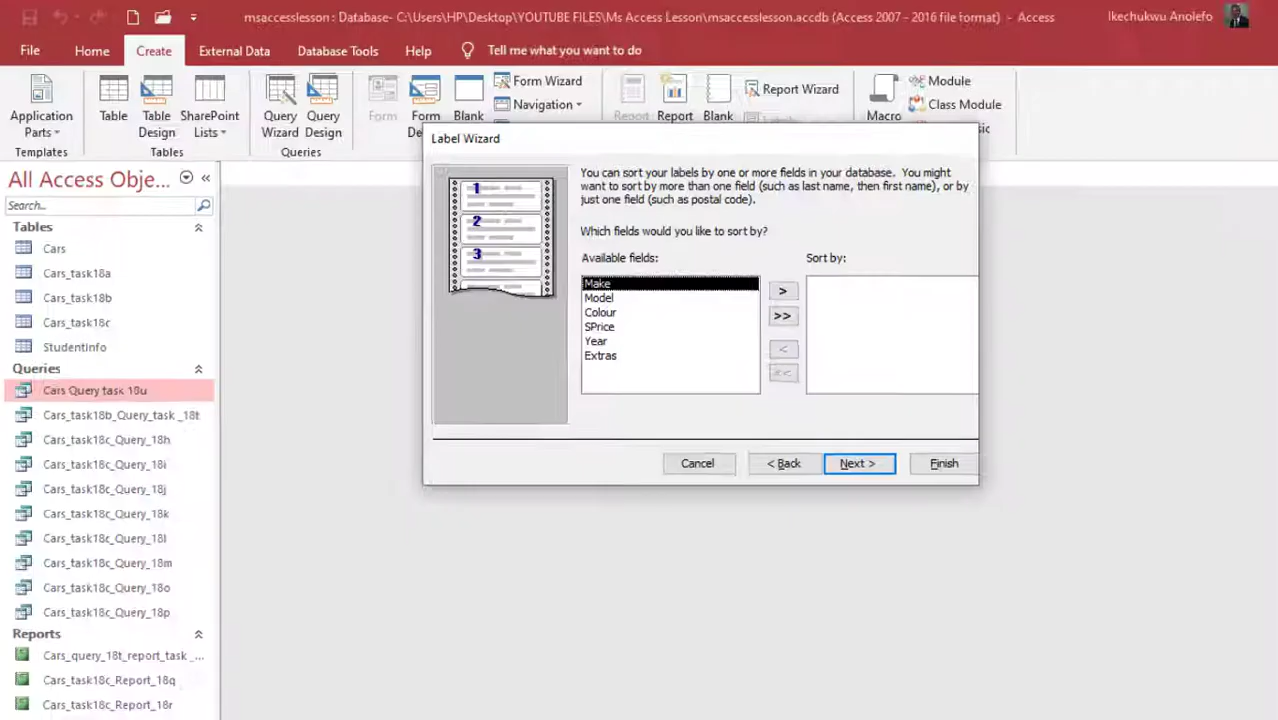 msaccesslesson : Database- C:\Users\HP\Desktop\YOUTUBE FILES\Ms Access Lesson\msaccesslesson.accdb (Access 2007 - 2016 file format) - Access
Ikechukwu Anolefo
File Home Create External Data Database Tools Help Tell me what you want to do
Application Parts
Table
Table Design
SharePoint Lists
Query Wizard
Query Design
Form
Form
Blank
Form Wizard
Navigation
Report
Report
Blank
Report Wizard
Labels
Macro
Module
Class Module
Templates
Tables
Queries
All Access Obje...
Search...
Tables
Cars
Cars_task18a
Cars_task18b
Cars_task18c
StudentInfo
Queries
Cars Query task 18u
Cars_task18b_Query_task _18t
Cars_task18c_Query_18h
Cars_task18c_Query_18i
Cars_task18c_Query_18j
Cars_task18c_Query_18k
Cars_task18c_Query_18l
Cars_task18c_Query_18m
Cars_task18c_Query_18o
Cars_task18c_Query_18p
Reports
Cars_query_18t_report_task _...
Cars_task18c_Report_18q
Cars_task18c_Report_18r
Label Wizard
1
2
3
You can sort your labels by one or more fields in your database. You might
want to sort by more than one field (such as last name, then first name), or by
just one field (such as postal code).
Which fields would you like to sort by?
Available fields:
Sort by:
Make
Model
Colour
SPrice
Year
Extras
>
>>
<
<<
Cancel
< Back
Next >
Finish